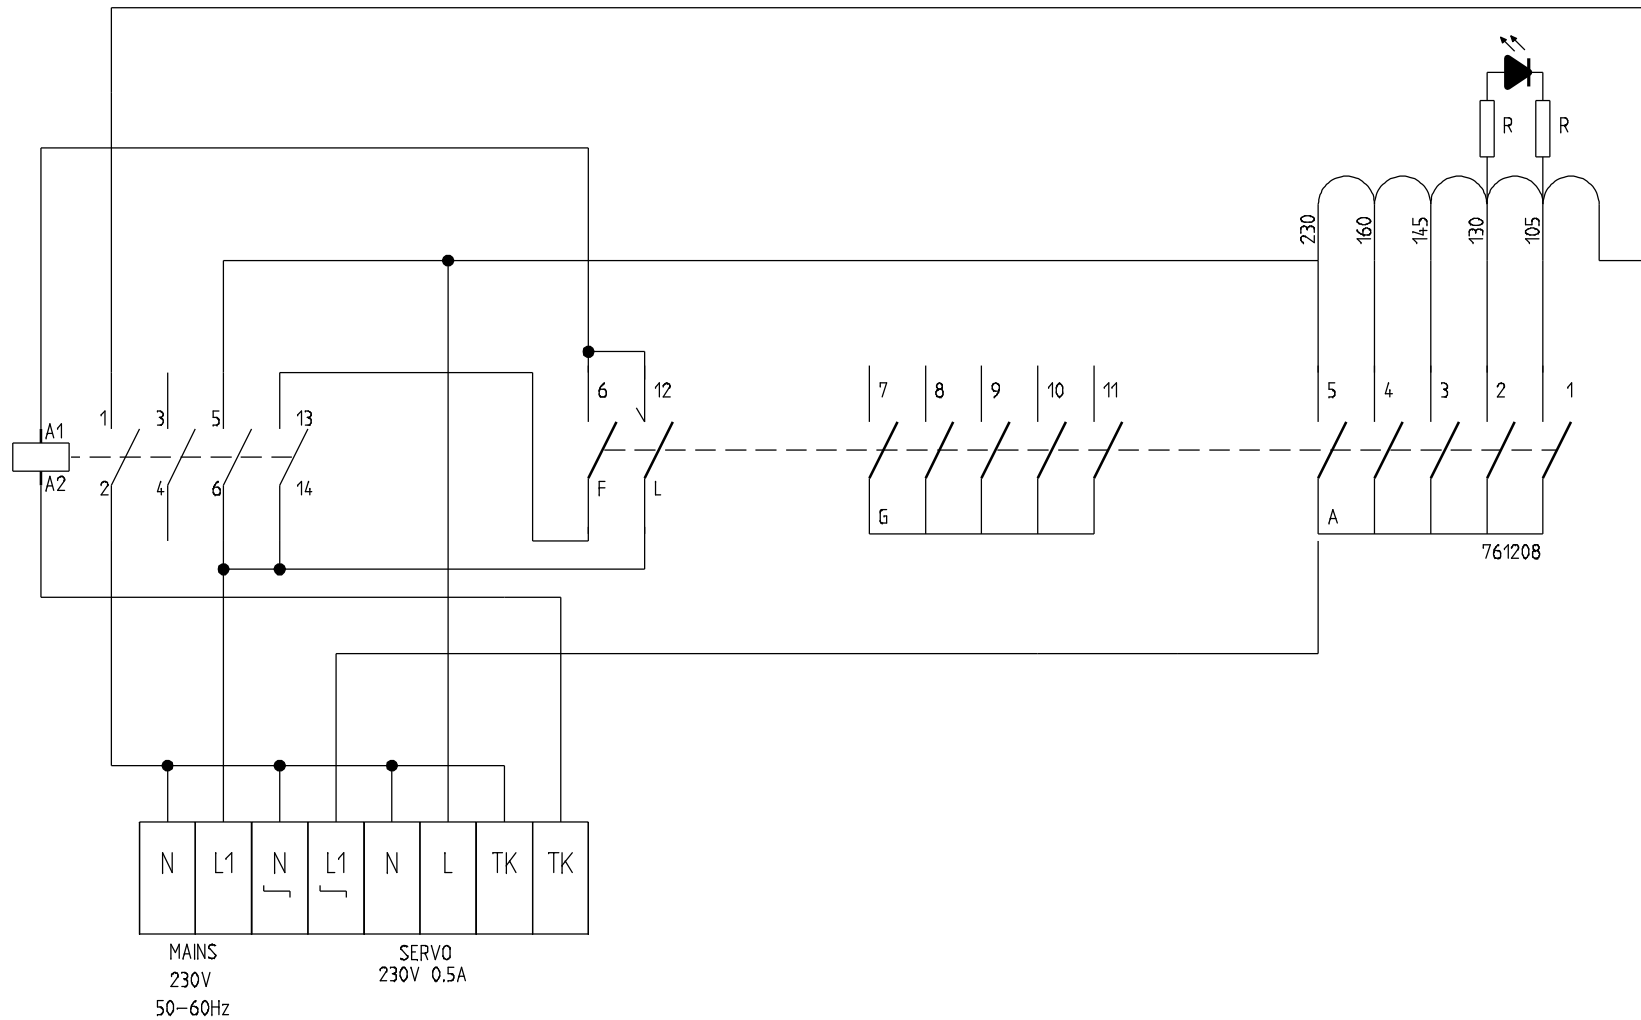 R R
230 160 145 130 105
6 12 7 8 9 10 11 5 4 3 2 1
1 3 5 13
A1
A2
2 4 6 14
F L
G A
761208
N L1 N L1 N L TK TK
MAINS SERVO
230V 230V 0.5A
50-60Hz